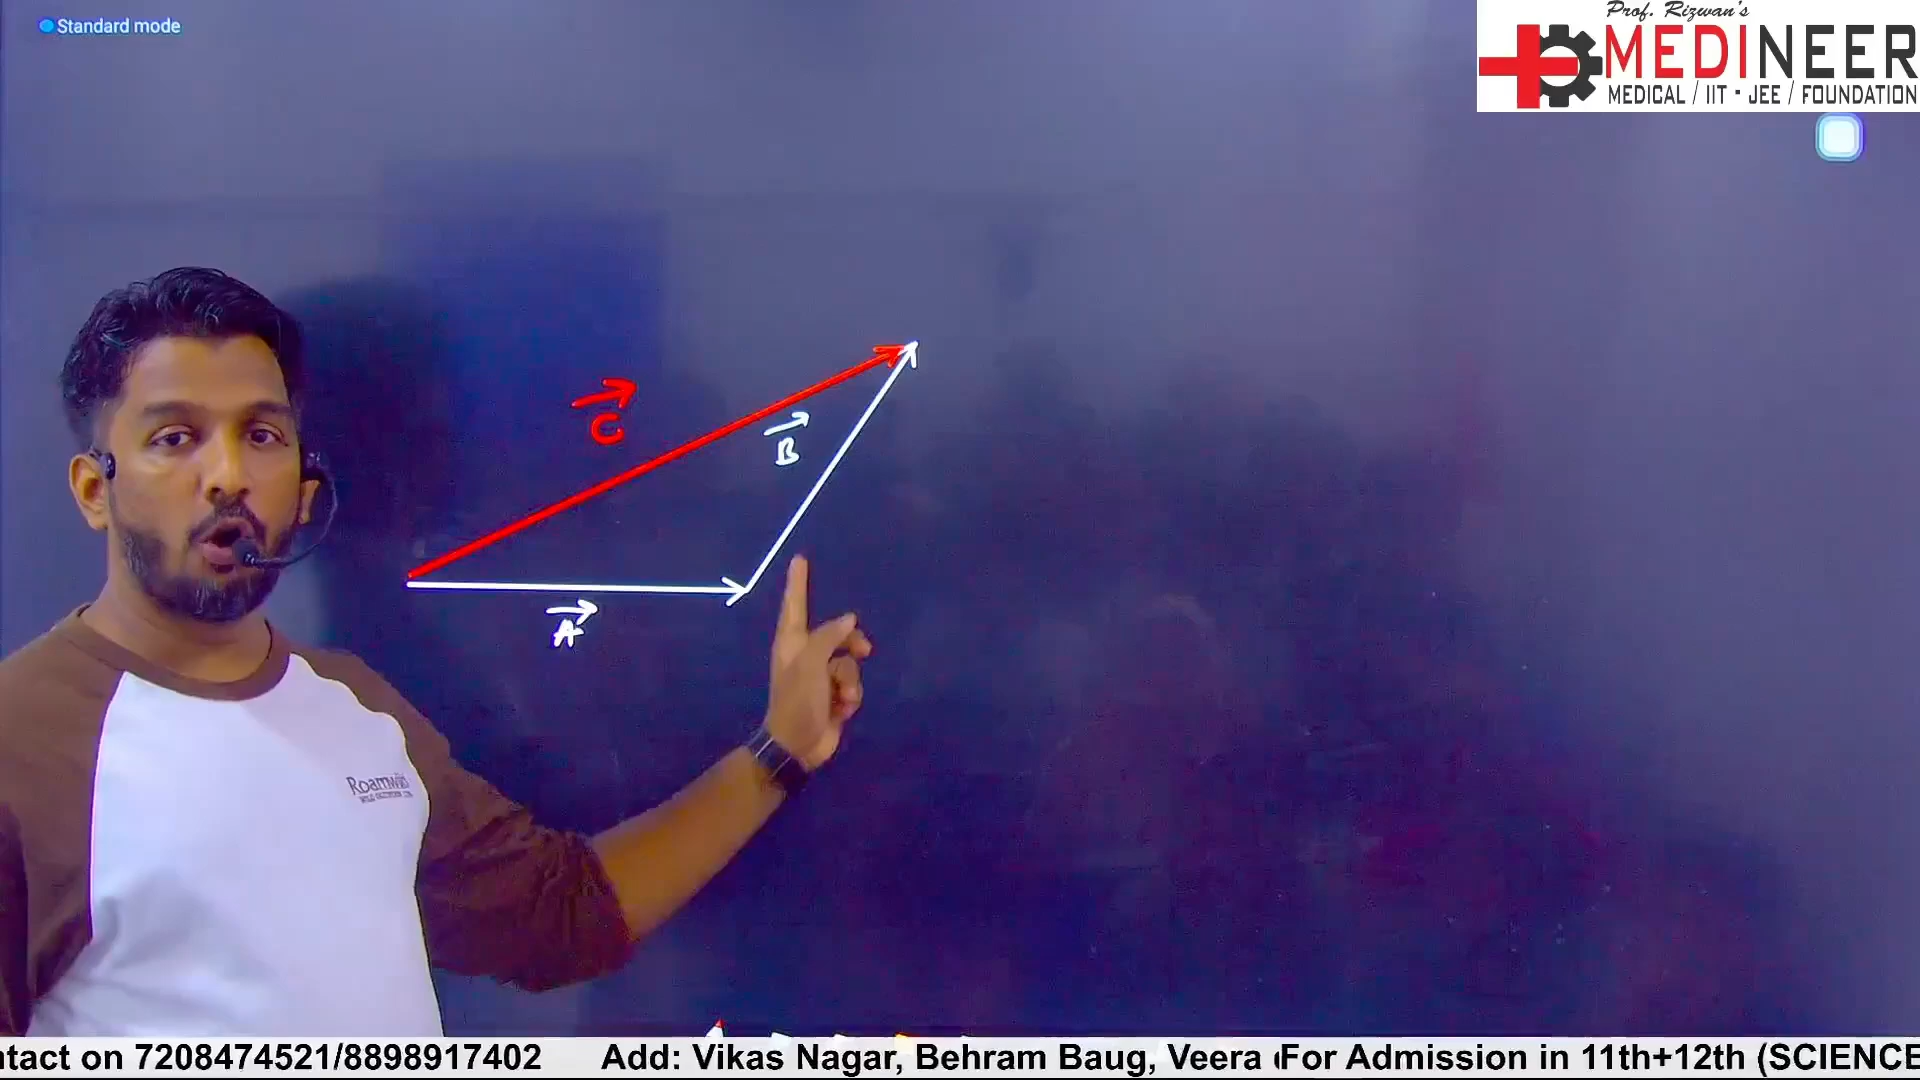 Standard mode
Prof. Rizwan's
MEDINEER
MEDICAL / IIT - JEE / FOUNDATION
C
B
A
Roamwild
ntact on 7208474521/8898917402 Add: Vikas Nagar, Behram Baug, Veera For Admission in 11th+12th (SCIENCE